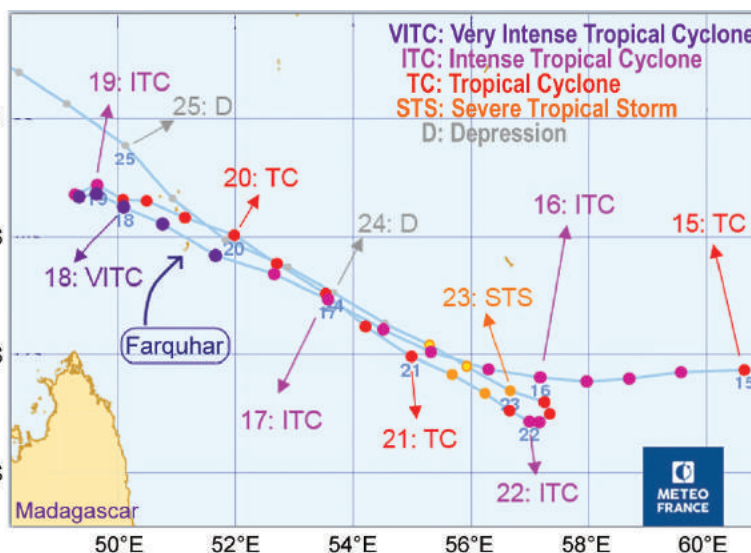 VITC: Very Intense Tropical Cyclone
ITC: Intense Tropical Cyclone
TC: Tropical Cyclone
STS: Severe Tropical Storm
D: Depression
19: ITC
25: D
25
20: TC
19
18
24: D
16: ITC
15: TC
20
18: VITC
23: STS
Farquhar
24
17
21
16
15
17: ITC
21: TC
23
22
22: ITC
METEO
FRANCE
Madagascar
50°E
52°E
54°E
56°E
58°E
60°E